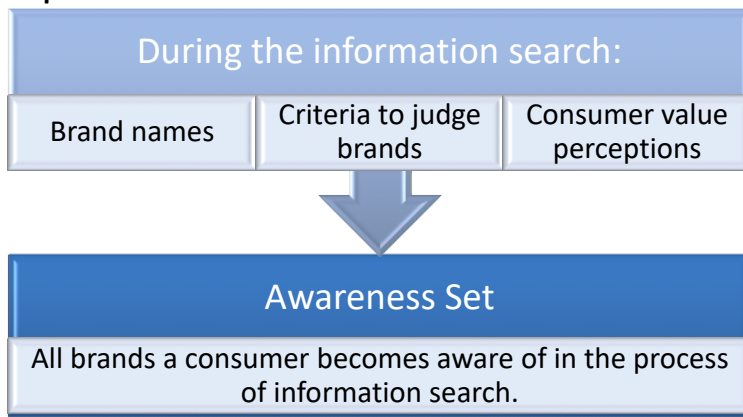 During the information search:
Brand names
Criteria to judge
brands
Consumer value
perceptions
Awareness Set
All brands a consumer becomes aware of in the process
of information search.